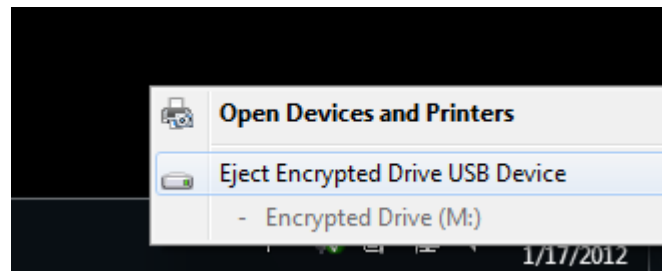 Open Devices and Printers
Eject Encrypted Drive USB Device
- Encrypted Drive (M:)
1/17/2012